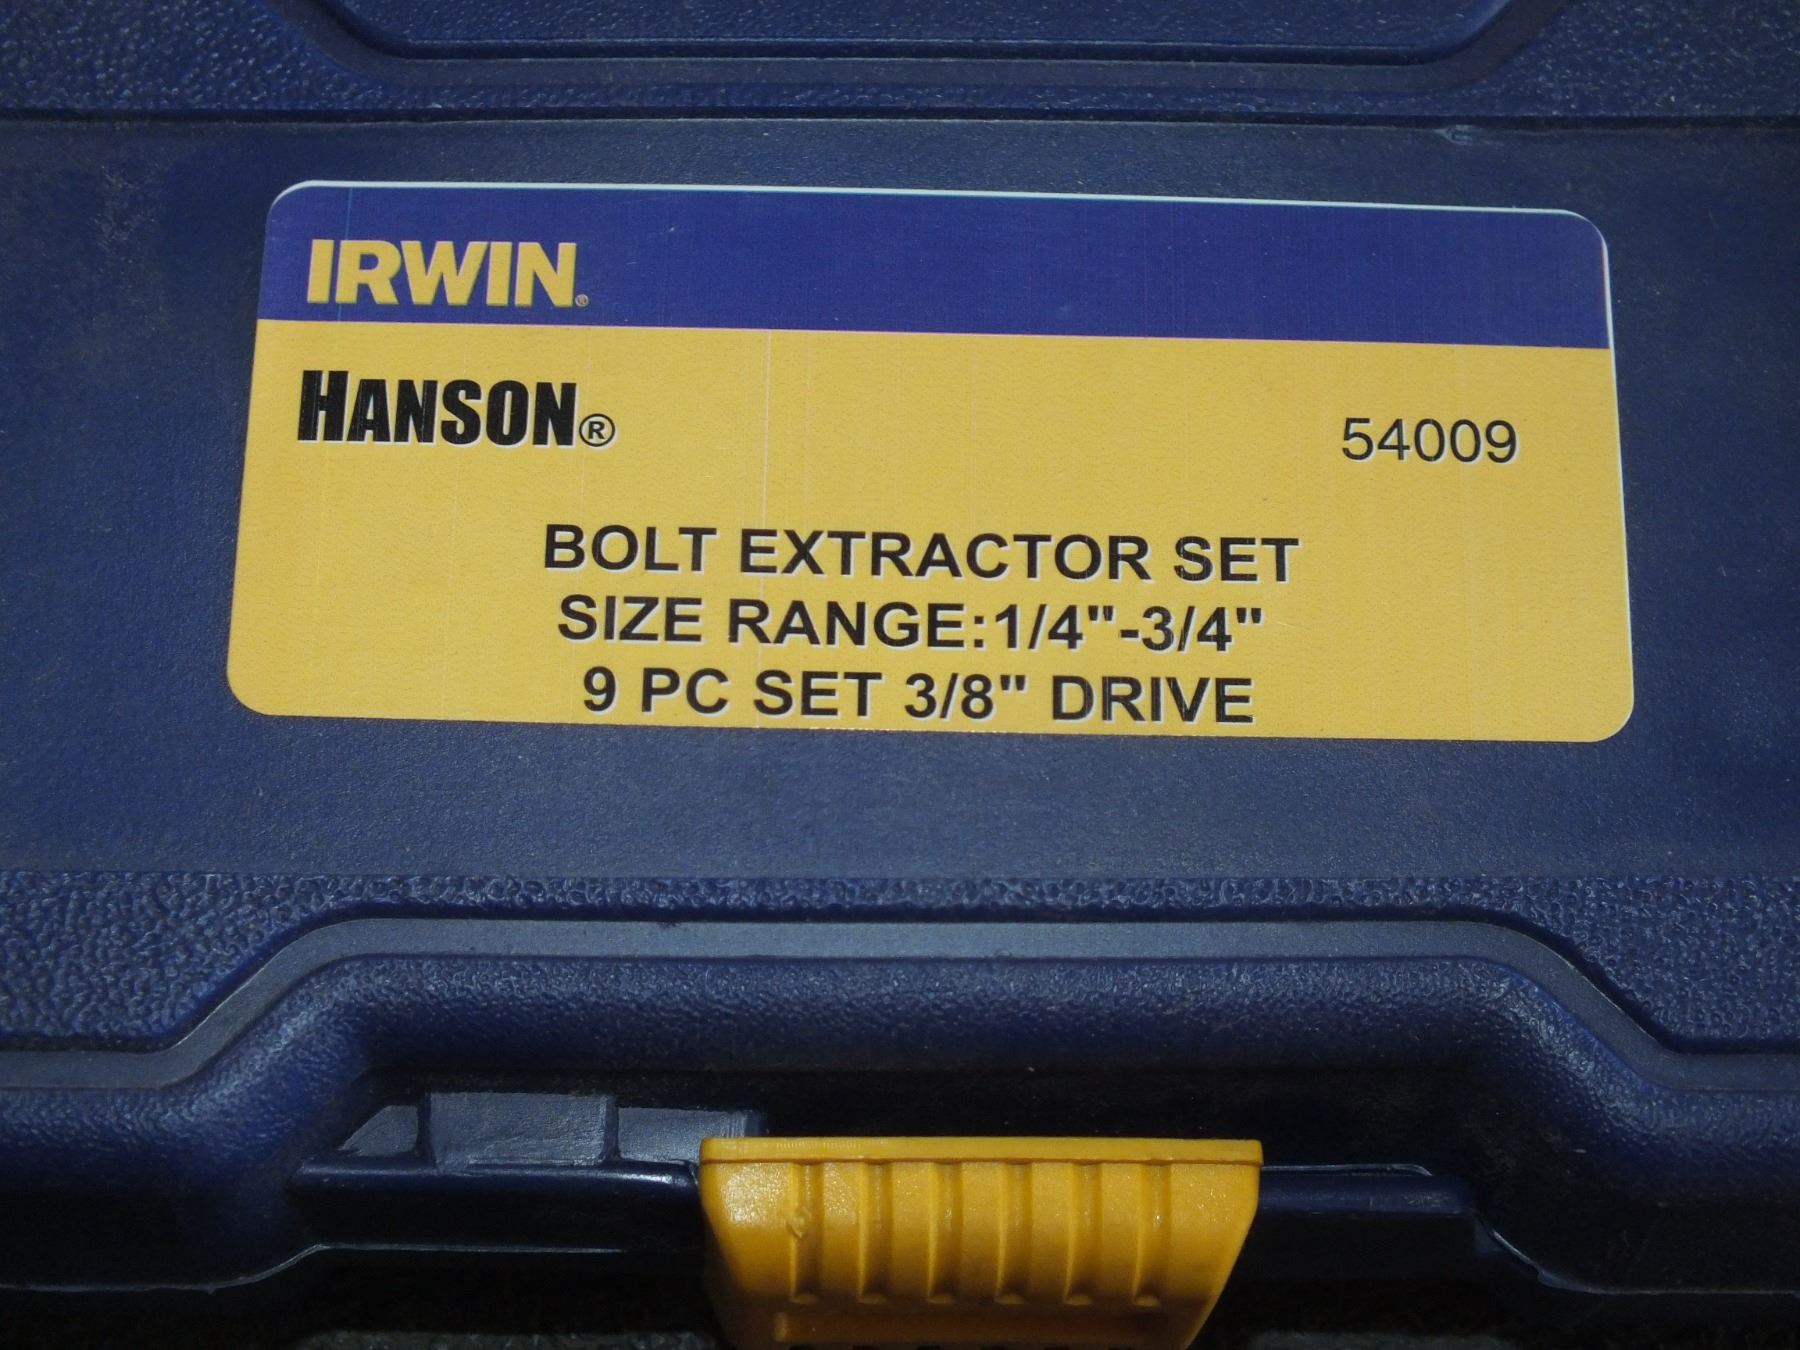 IRWIN®
HANSON®
54009
BOLT EXTRACTOR SET
SIZE RANGE:1/4"-3/4"
9 PC SET 3/8" DRIVE